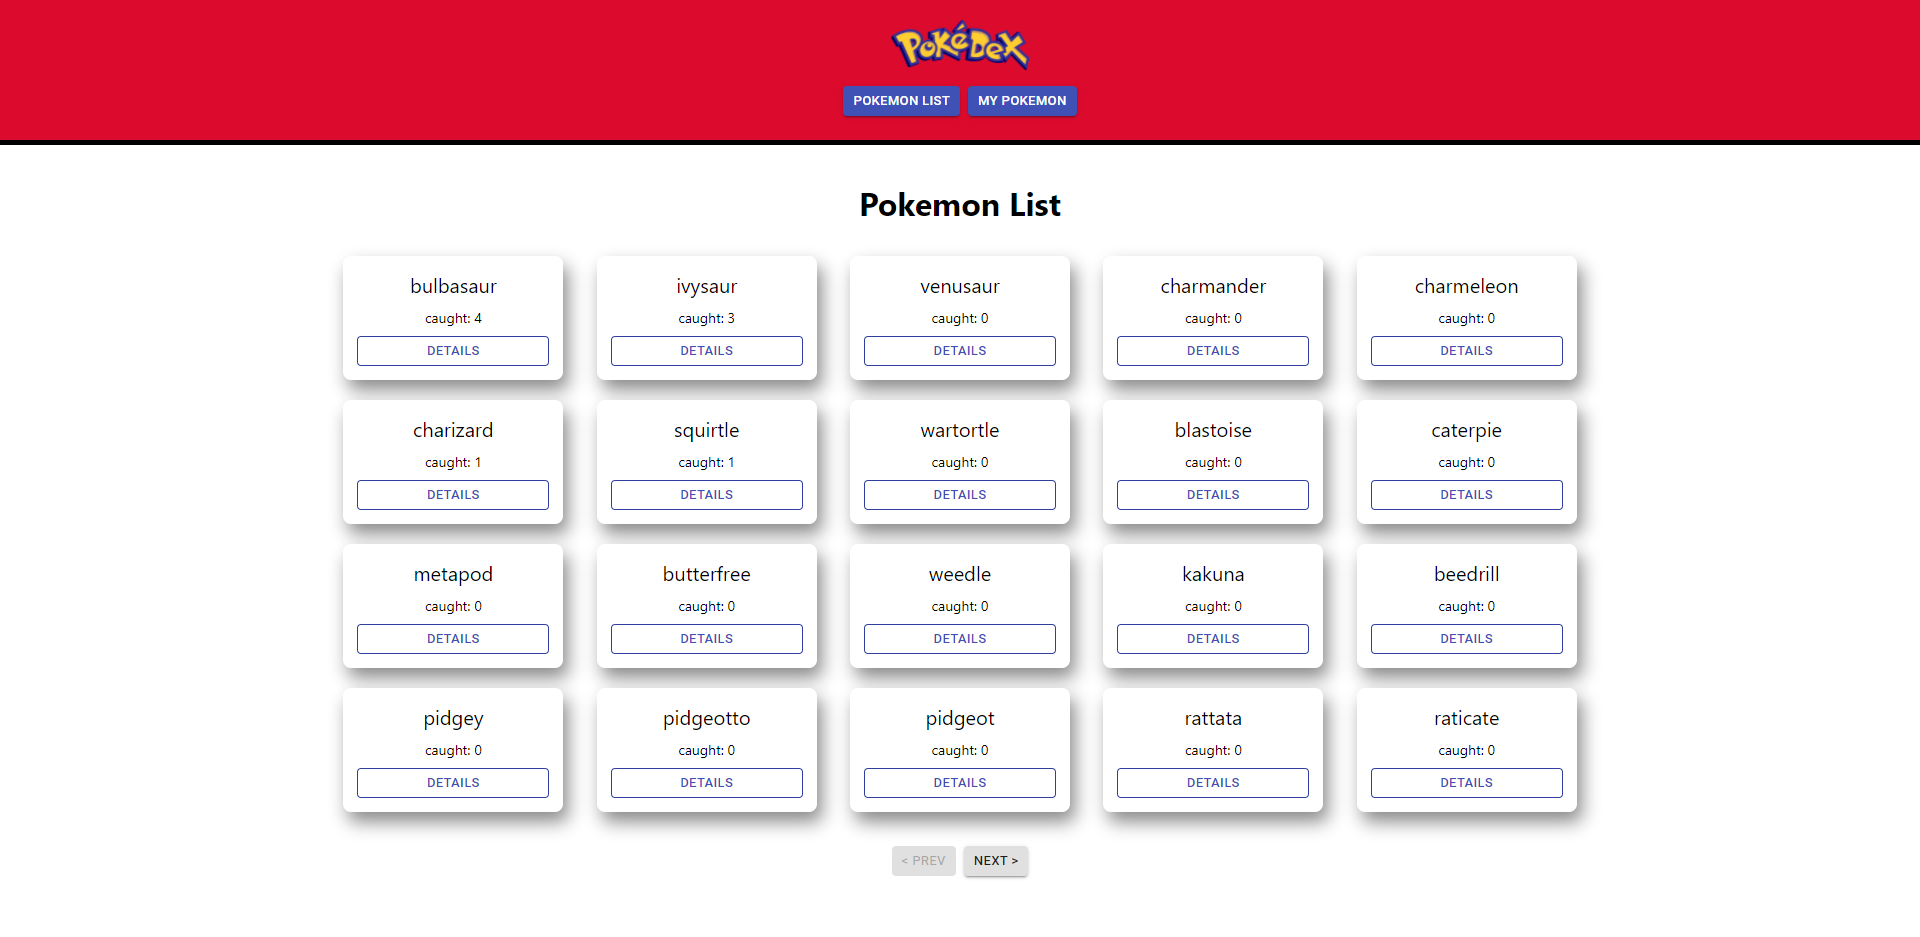 PokéDex
POKEMON LIST MY POKEMON
Pokemon List
bulbasaur ivysaur venusaur charmander charmeleon
caught: 4 caught: 3 caught: 0 caught: 0 caught: 0
DETAILS DETAILS DETAILS DETAILS DETAILS
charizard squirtle wartortle blastoise caterpie
caught: 1 caught: 1 caught: 0 caught: 0 caught: 0
DETAILS DETAILS DETAILS DETAILS DETAILS
metapod butterfree weedle kakuna beedrill
caught: 0 caught: 0 caught: 0 caught: 0 caught: 0
DETAILS DETAILS DETAILS DETAILS DETAILS
pidgey pidgeotto pidgeot rattata raticate
caught: 0 caught: 0 caught: 0 caught: 0 caught: 0
DETAILS DETAILS DETAILS DETAILS DETAILS
< PREV NEXT >